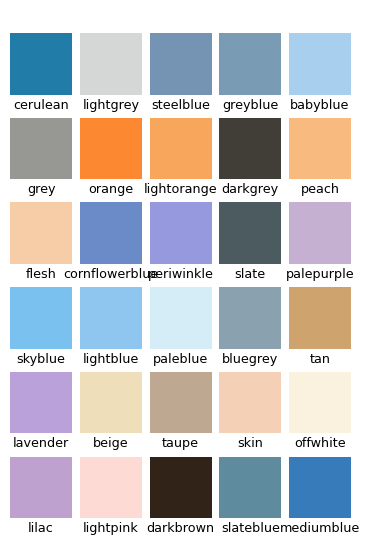 cerulean lightgrey steelblue greyblue babyblue
grey orange lightorange darkgrey peach
flesh cornflowerblue periwinkle slate palepurple
skyblue lightblue paleblue bluegrey tan
lavender beige taupe skin offwhite
lilac lightpink darkbrown slateblue mediumblue